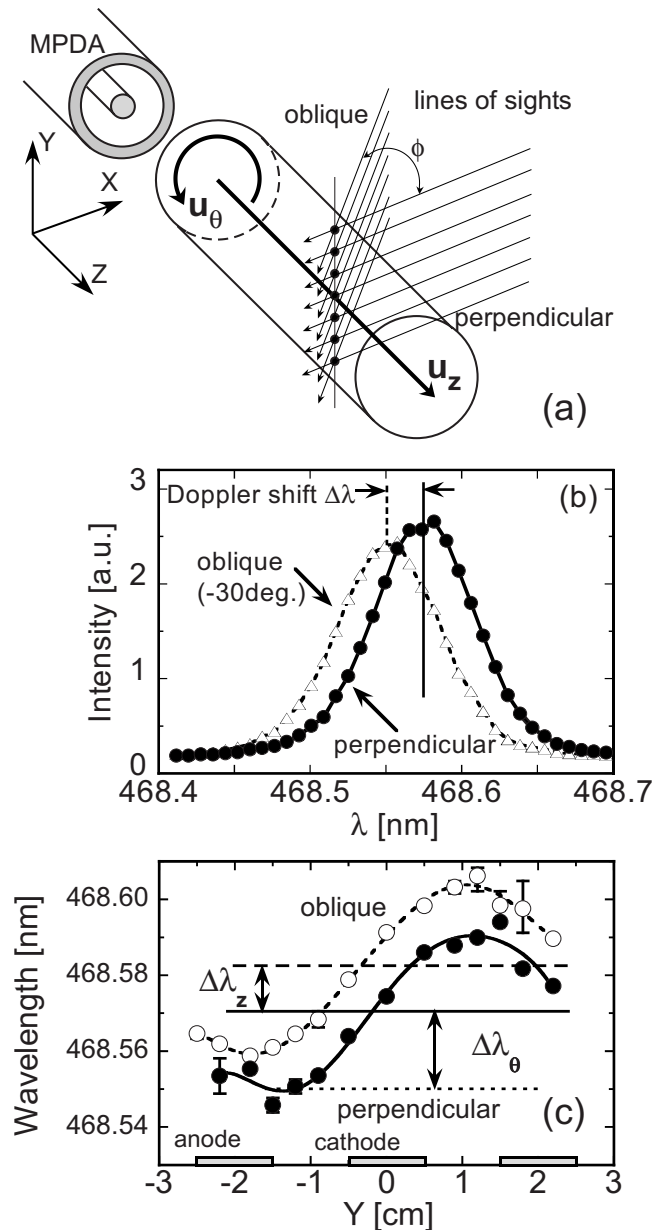 MPDA
Y
X
Z
u_θ
oblique
ϕ
lines of sights
perpendicular
u_z
(a)
3
2
1
0
Intensity [a.u.]
Doppler shift Δλ
(b)
oblique
(-30deg.)
perpendicular
468.4
468.5
468.6
468.7
λ [nm]
468.60
468.58
468.56
468.54
Wavelength [nm]
oblique
Δλ_z
Δλ_θ
perpendicular
(c)
anode
cathode
-3
-2
-1
0
1
2
3
Y [cm]